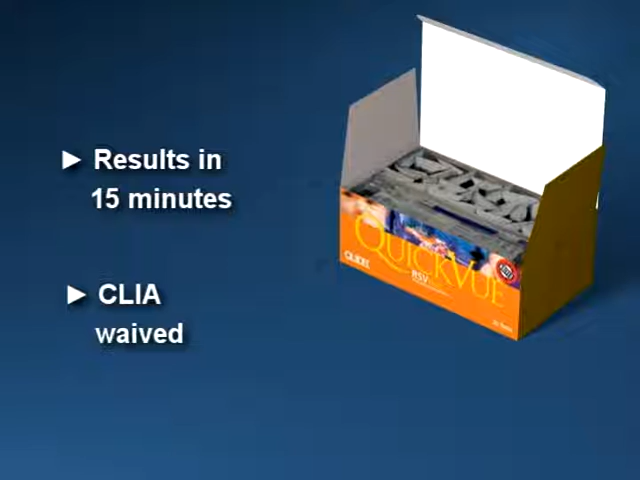 ► Results in
15 minutes
► CLIA
waived
QUICKVUE
QUIDEL
RSV